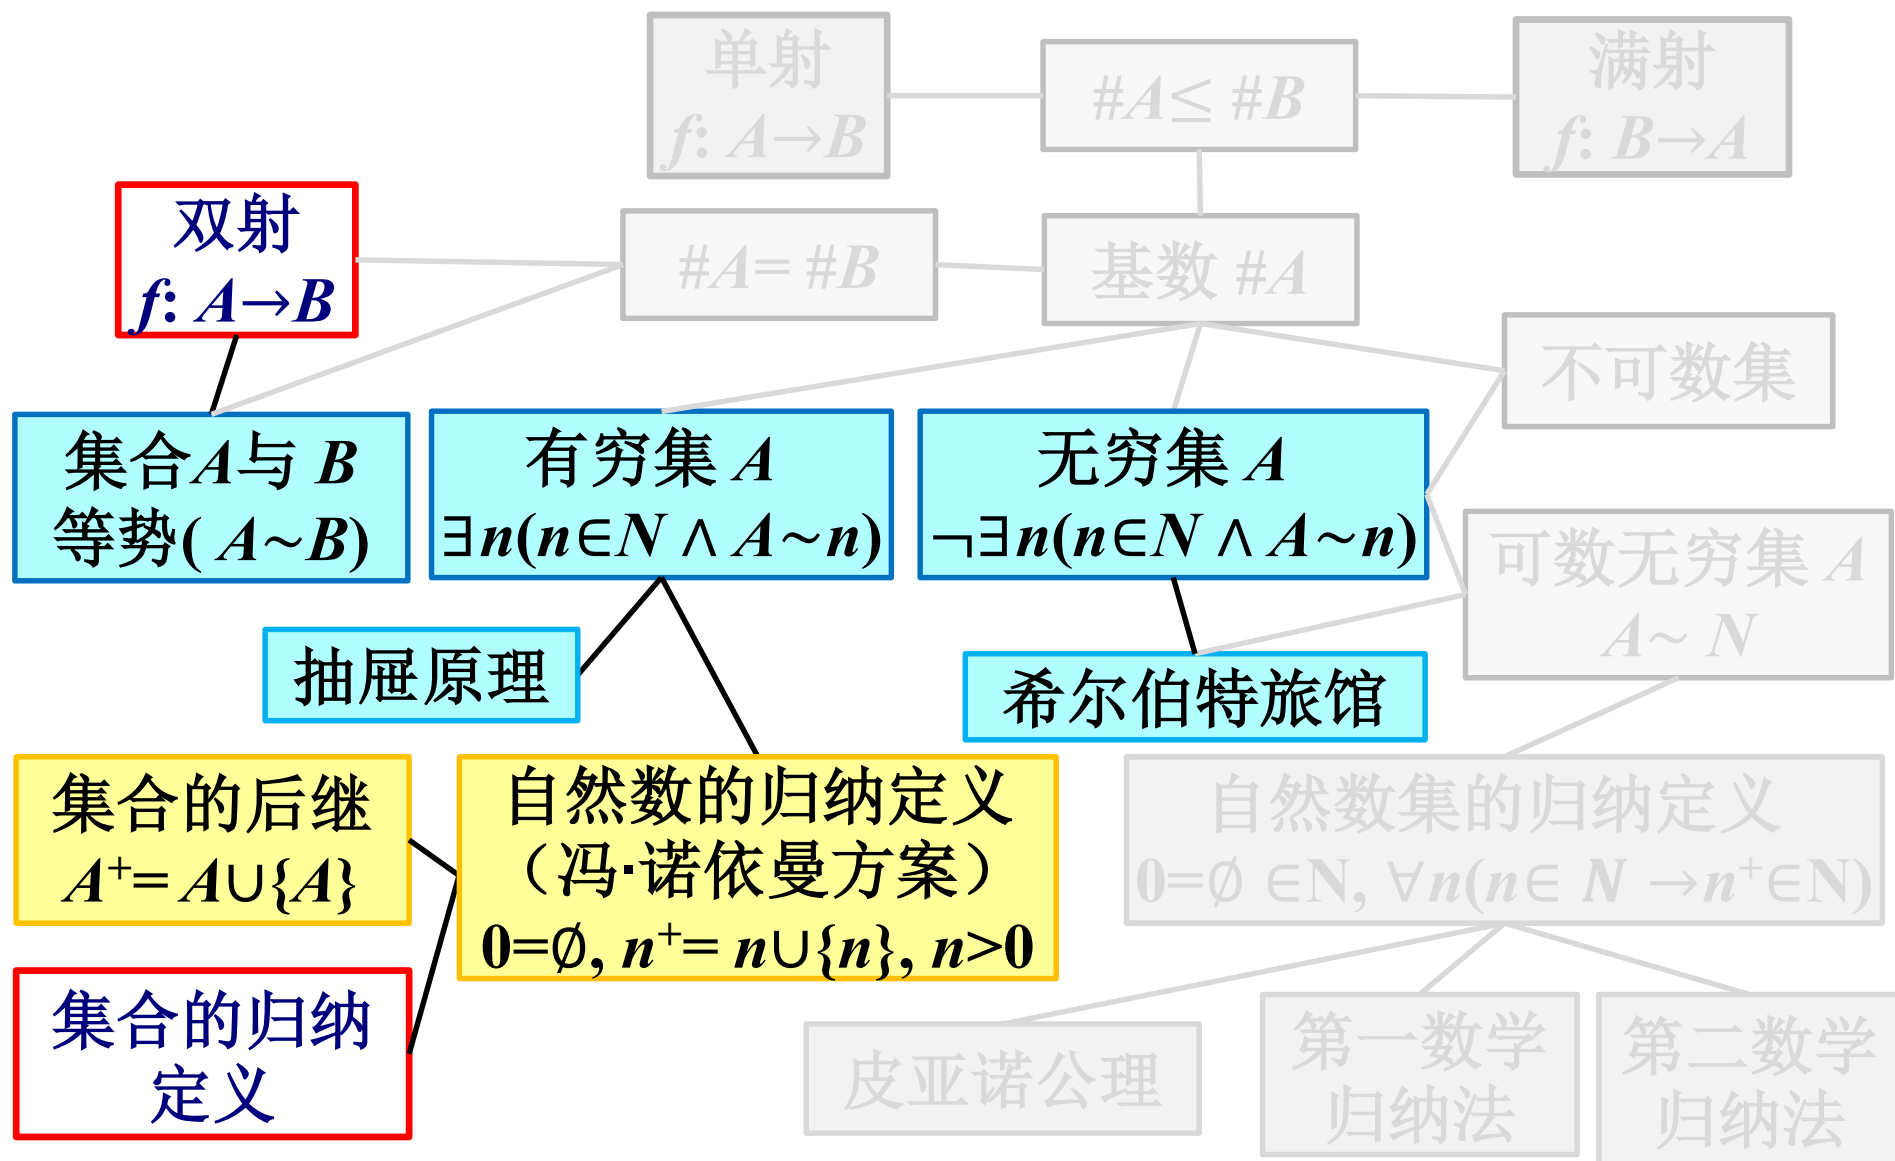 单射
f: A→B
#A≤ #B
满射
f: B→A
双射
f: A→B
#A= #B
基数 #A
不可数集
集合A与 B
等势( A~B)
有穷集 A
∃n(n∈N ∧ A~n)
无穷集 A
¬∃n(n∈N ∧ A~n)
可数无穷集 A
A~ N
抽屉原理
希尔伯特旅馆
集合的后继
A⁺= A∪{A}
自然数的归纳定义
（冯·诺依曼方案）
0=∅, n⁺= n∪{n}, n>0
自然数集的归纳定义
0=∅ ∈N, ∀n(n∈ N →n⁺∈N)
集合的归纳
定义
皮亚诺公理
第一数学
归纳法
第二数学
归纳法